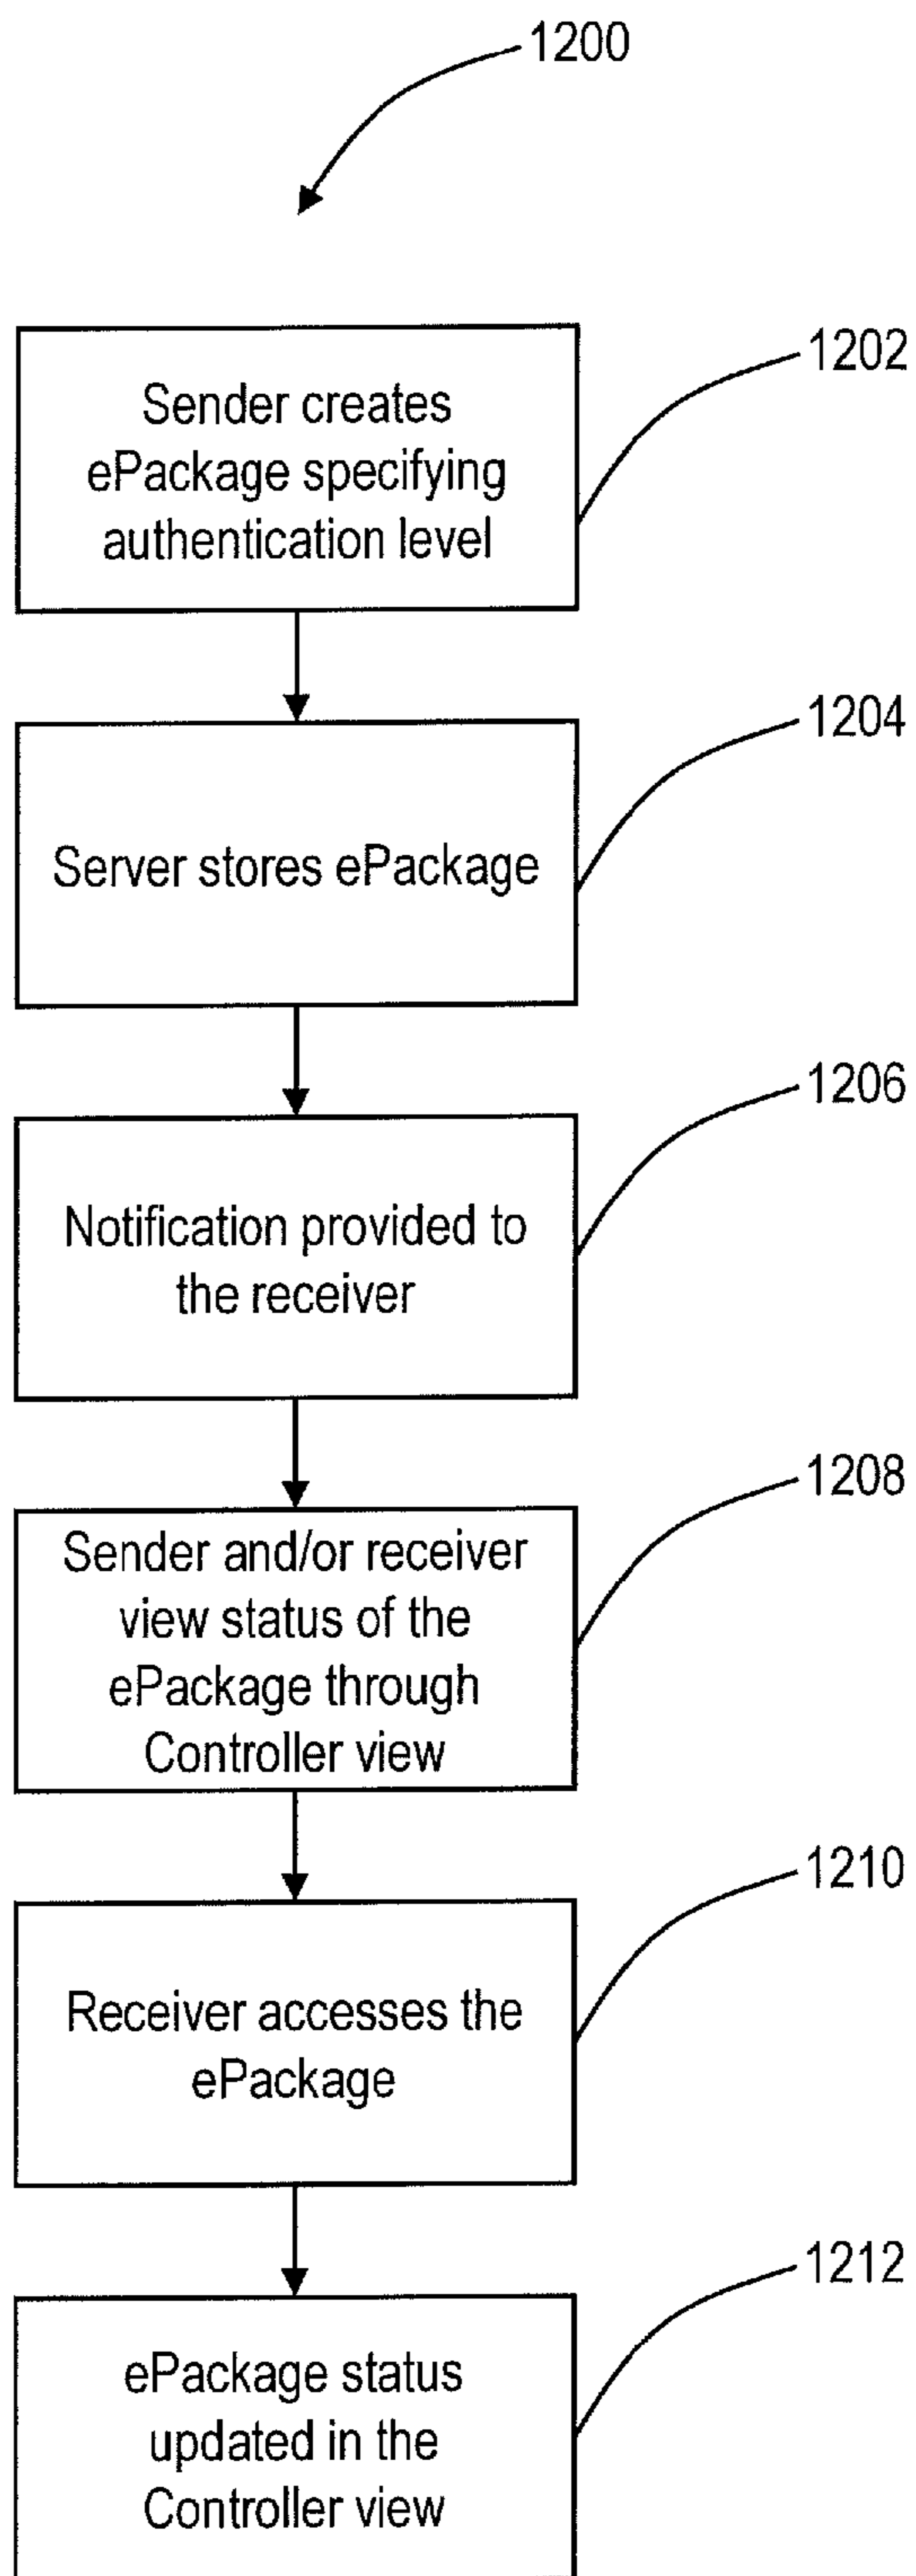 1200
1202
Sender creates
ePackage specifying
authentication level
1204
Server stores ePackage
1206
Notification provided to
the receiver
1208
Sender and/or receiver
view status of the
ePackage through
Controller view
1210
Receiver accesses the
ePackage
1212
ePackage status
updated in the
Controller view